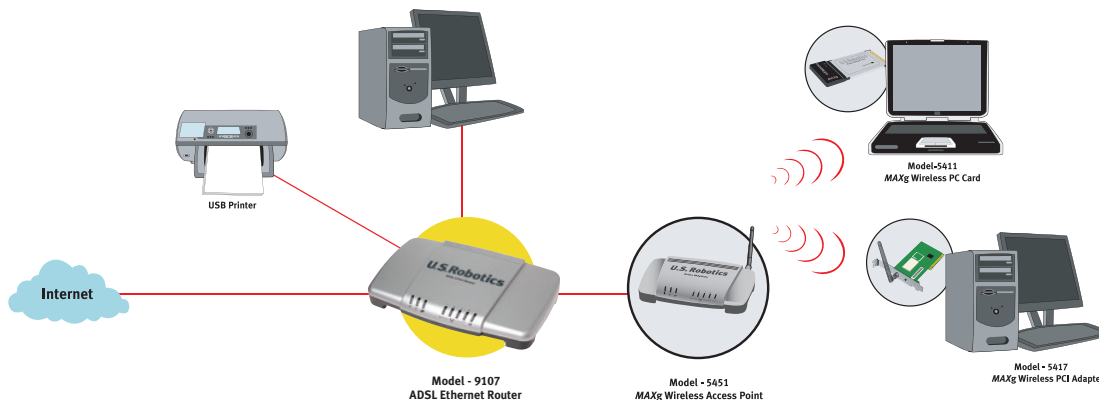 Model-5411
MAXg Wireless PC Card
USB Printer
U.S.Robotics
U.S.Robotics
Internet
Model - 5417
MAXg Wireless PCI Adapte
Model - 9107
ADSL Ethernet Router
Model - 5451
MAXg Wireless Access Point